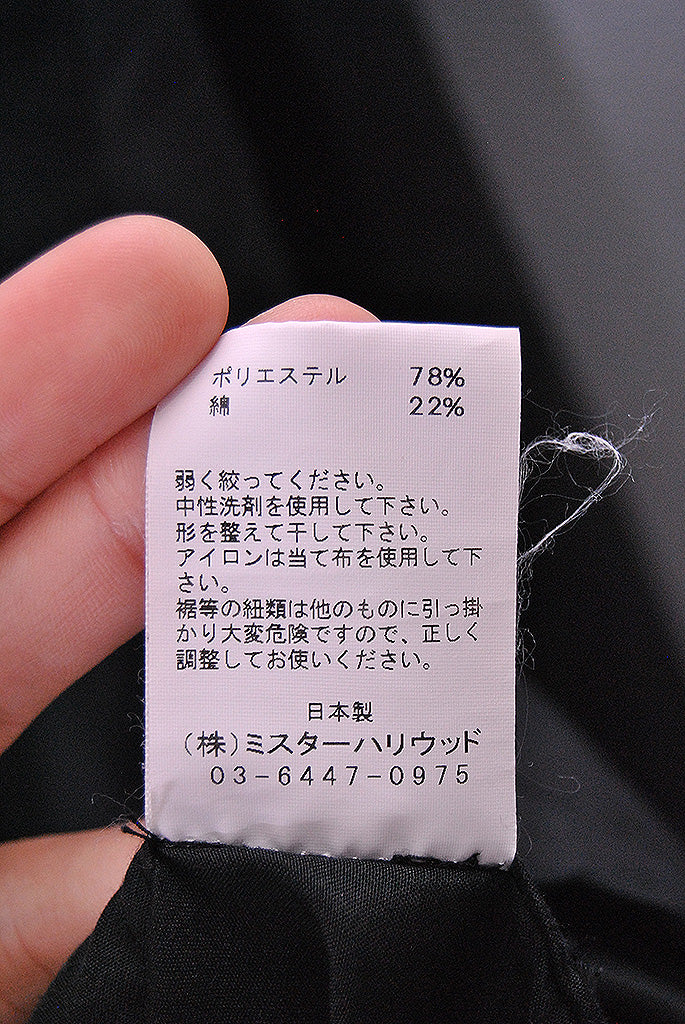 ポリエステル 78%
綿 22%
弱く絞ってください。
中性洗剤を使用して下さい。
形を整えて干して下さい。
アイロンは当て布を使用して下
さい。
裾等の紐類は他のものに引っ掛
かり大変危険ですので、正しく
調整してお使いください。
日本製
(株)ミスターハリウッド
03-6447-0975